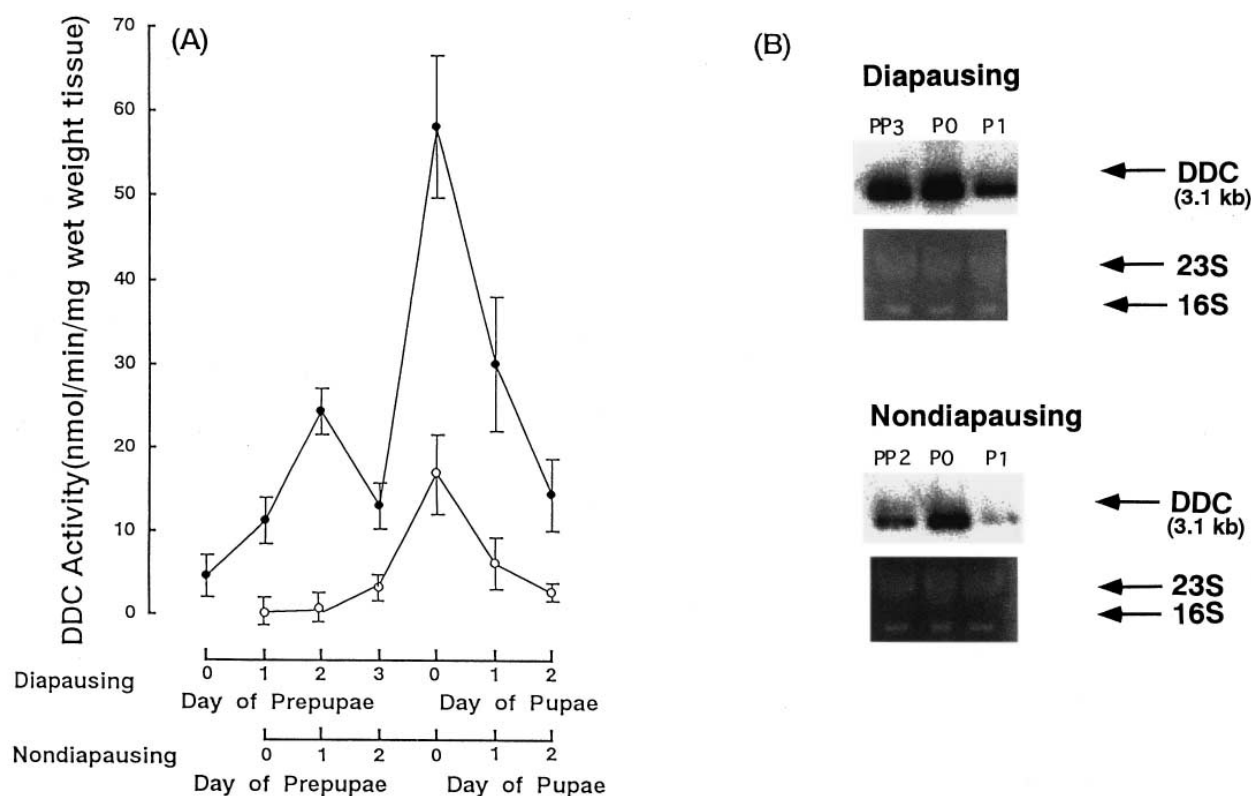 (A)
DDC Activity(nmol/min/mg wet weight tissue)
70
60
50
40
30
20
10
0
Diapausing
0 1 2 3 0 1 2
Day of Prepupae Day of Pupae
Nondiapausing
0 1 2 0 1 2
Day of Prepupae Day of Pupae
(B)
Diapausing
PP3 P0 P1
DDC
(3.1 kb)
23S
16S
Nondiapausing
PP2 P0 P1
DDC
(3.1 kb)
23S
16S